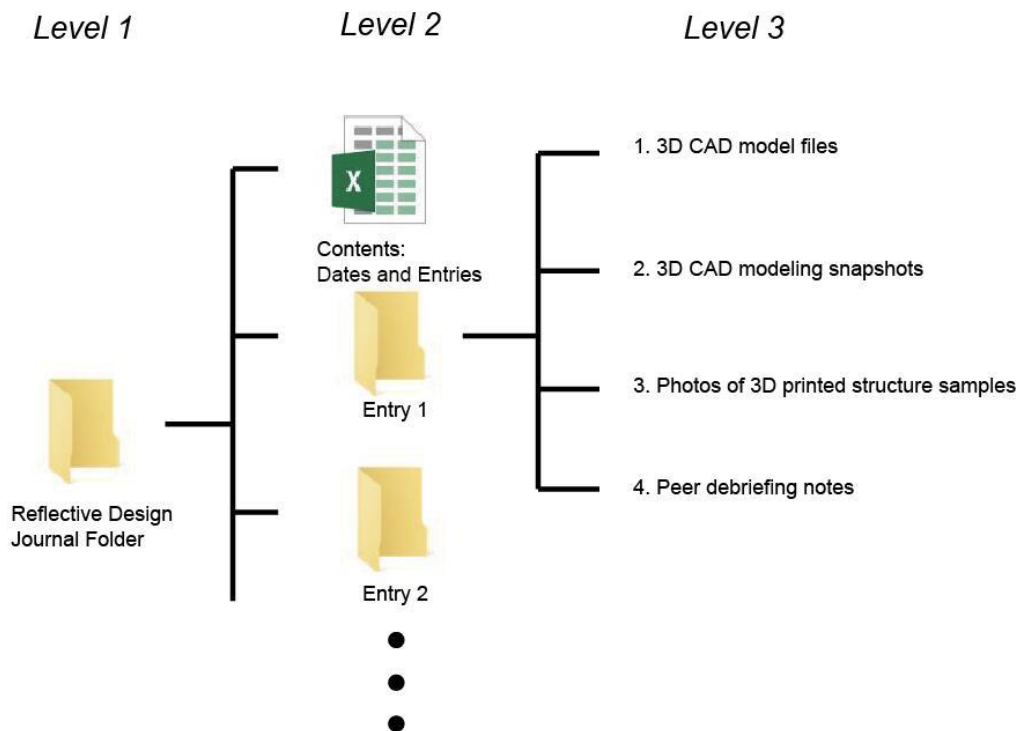 Level 1
Level 2
Level 3
X
Contents:
Dates and Entries
Entry 1
Reflective Design
Journal Folder
Entry 2
1. 3D CAD model files
2. 3D CAD modeling snapshots
3. Photos of 3D printed structure samples
4. Peer debriefing notes